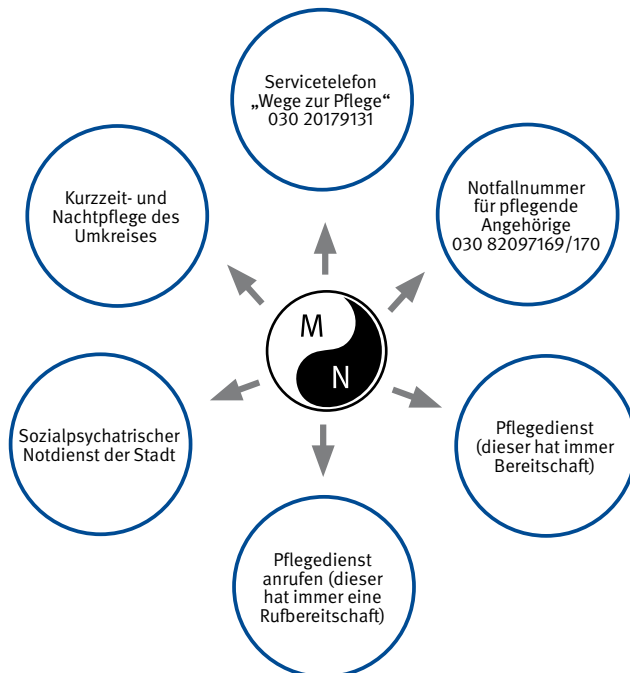 Servicetelefon
„Wege zur Pflege“
030 20179131
Kurzzeit- und
Nachtpflege des
Umkreises
Notfallnummer
für pflegende
Angehörige
030 82097169/170
M
N
Sozialpsychatrischer
Notdienst der Stadt
Pflegedienst
(dieser hat immer
Bereitschaft)
Pflegedienst
anrufen (dieser
hat immer eine
Rufbereitschaft)